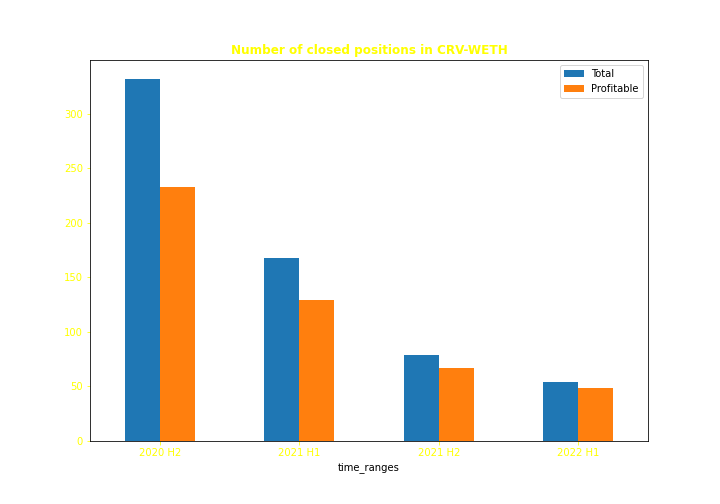 Number of closed positions in CRV-WETH
Total
Profitable
300
250
200
150
100
50
0
2020 H2
2021 H1
2021 H2
2022 H1
time_ranges